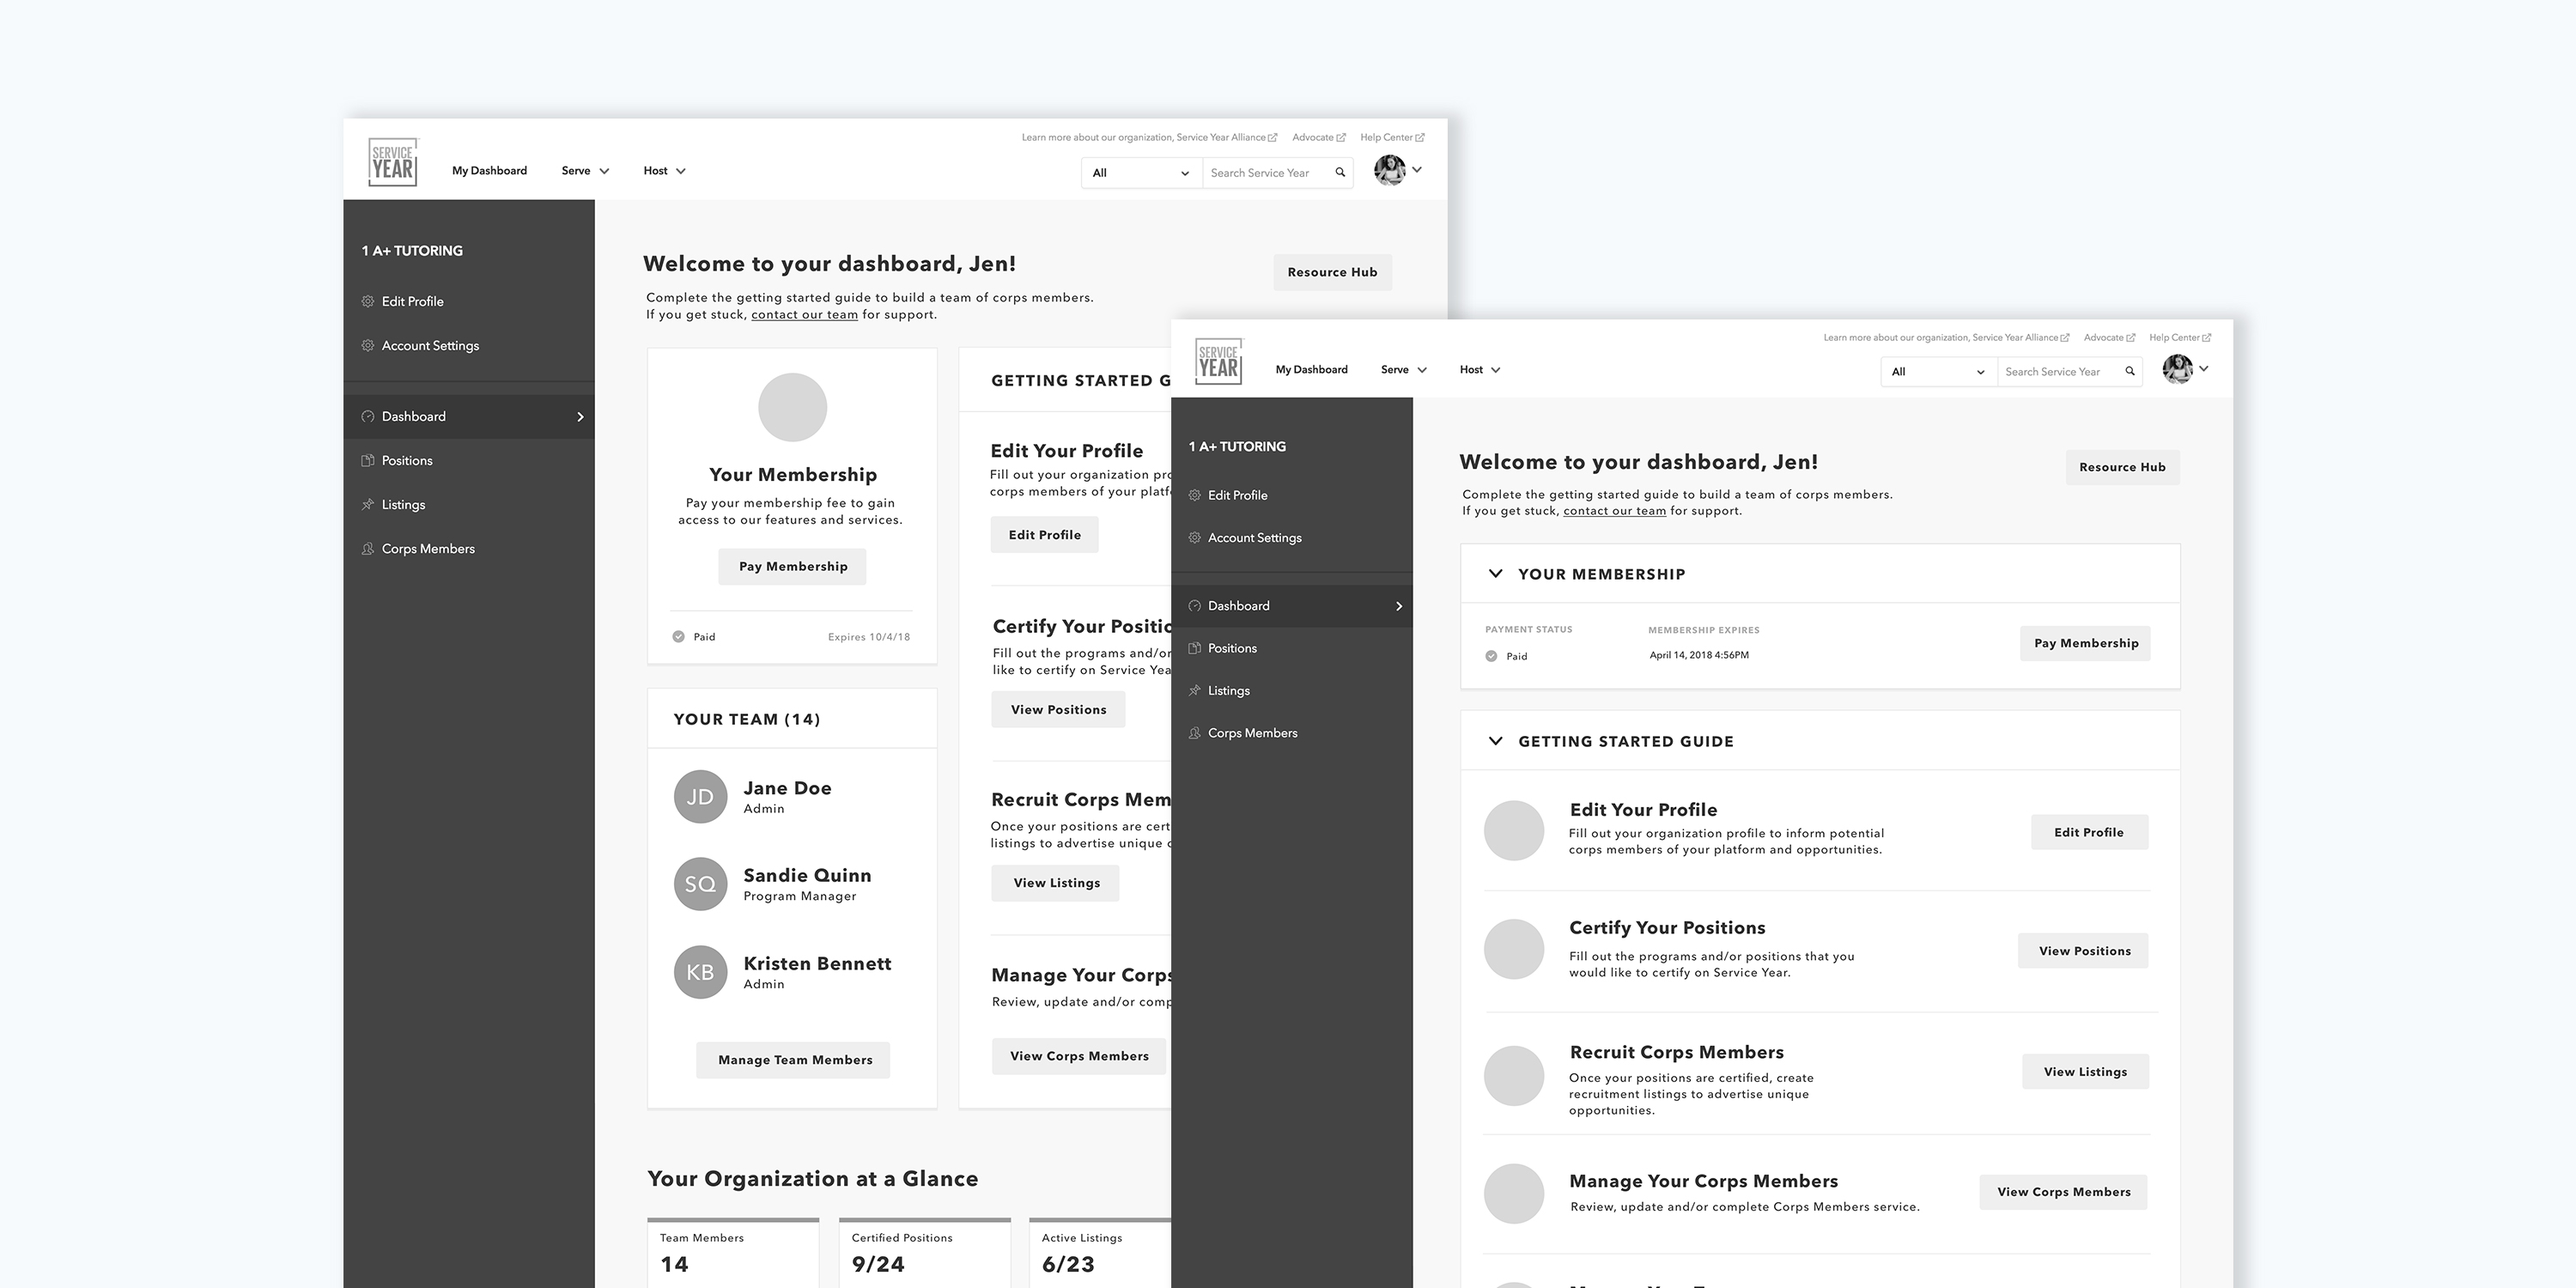 Learn more about our organization, Service Year Alliance
Advocate
Help Center
SERVICE
YEAR
My Dashboard
Serve
Host
All
Search Service Year
1 A+ TUTORING
Edit Profile
Account Settings
Dashboard
Positions
Listings
Corps Members
Welcome to your dashboard, Jen!
Complete the getting started guide to build a team of corps members.
If you get stuck, contact our team for support.
Resource Hub
Your Membership
Pay your membership fee to gain
access to our features and services.
Pay Membership
Paid
Expires 10/4/18
YOUR TEAM (14)
JD
Jane Doe
Admin
SQ
Sandie Quinn
Program Manager
KB
Kristen Bennett
Admin
Manage Team Members
GETTING STARTED G
Edit Your Profile
Fill out your organization pro
corps members of your platf
Edit Profile
Certify Your Positio
Fill out the programs and/or
like to certify on Service Yea
View Positions
Recruit Corps Mem
Once your positions are cert
listings to advertise unique
View Listings
Manage Your Corps
Review, update and/or comp
View Corps Members
Your Organization at a Glance
Team Members
14
Certified Positions
9/24
Active Listings
6/23
Learn more about our organization, Service Year Alliance
Advocate
Help Center
SERVICE
YEAR
My Dashboard
Serve
Host
All
Search Service Year
1 A+ TUTORING
Edit Profile
Account Settings
Dashboard
Positions
Listings
Corps Members
Welcome to your dashboard, Jen!
Complete the getting started guide to build a team of corps members.
If you get stuck, contact our team for support.
Resource Hub
YOUR MEMBERSHIP
PAYMENT STATUS
Paid
MEMBERSHIP EXPIRES
April 14, 2018 4:56PM
Pay Membership
GETTING STARTED GUIDE
Edit Your Profile
Fill out your organization profile to inform potential
corps members of your platform and opportunities.
Edit Profile
Certify Your Positions
Fill out the programs and/or positions that you
would like to certify on Service Year.
View Positions
Recruit Corps Members
Once your positions are certified, create
recruitment listings to advertise unique
opportunities.
View Listings
Manage Your Corps Members
Review, update and/or complete Corps Members service.
View Corps Members